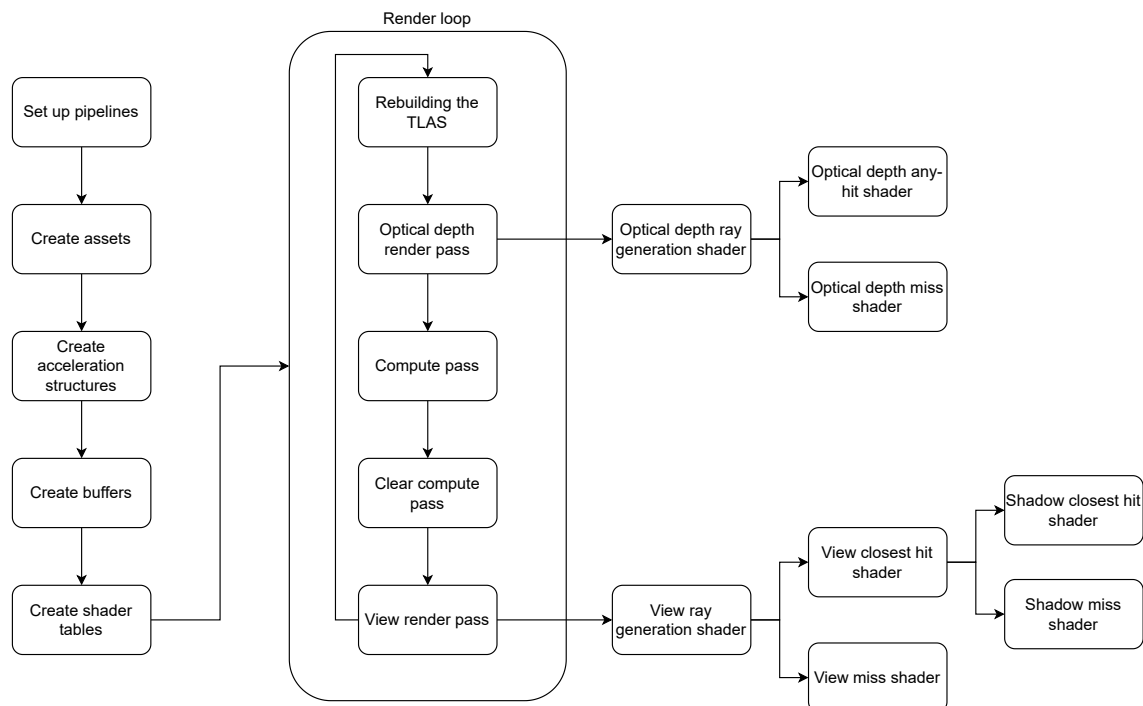 Render loop
Set up pipelines
Create assets
Create
acceleration
structures
Create buffers
Create shader
tables
Rebuilding the
TLAS
Optical depth
render pass
Compute pass
Clear compute
pass
View render pass
Optical depth ray
generation shader
Optical depth any-
hit shader
Optical depth miss
shader
View ray
generation shader
View closest hit
shader
View miss shader
Shadow closest hit
shader
Shadow miss
shader